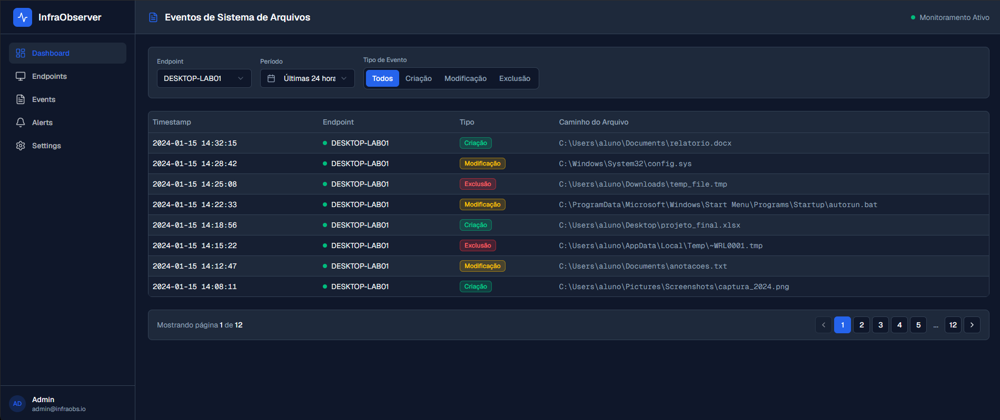 InfraObserver
Eventos de Sistema de Arquivos
Monitoramento Ativo
Dashboard
Endpoints
Events
Alerts
Settings
Endpoint
Período
Tipo de Evento
DESKTOP-LAB01
Últimas 24 hora
Todos Criação Modificação Exclusão
Timestamp Endpoint Tipo Caminho do Arquivo
2024-01-15 14:32:15 DESKTOP-LAB01 Criação C:\Users\aluno\Documents\relatorio.docx
2024-01-15 14:28:42 DESKTOP-LAB01 Modificação C:\Windows\System32\config.sys
2024-01-15 14:25:08 DESKTOP-LAB01 Exclusão C:\Users\aluno\Downloads\temp_file.tmp
2024-01-15 14:22:33 DESKTOP-LAB01 Modificação C:\ProgramData\Microsoft\Windows\Start Menu\Programs\Startup\autorun.bat
2024-01-15 14:18:56 DESKTOP-LAB01 Criação C:\Users\aluno\Desktop\projeto_final.xlsx
2024-01-15 14:15:22 DESKTOP-LAB01 Exclusão C:\Users\aluno\AppData\Local\Temp\~WRL0001.tmp
2024-01-15 14:12:47 DESKTOP-LAB01 Modificação C:\Users\aluno\Documents\anotacoes.txt
2024-01-15 14:08:11 DESKTOP-LAB01 Criação C:\Users\aluno\Pictures\Screenshots\captura_2024.png
Mostrando página 1 de 12
1 2 3 4 5 ... 12
AD
Admin
admin@infraobs.io